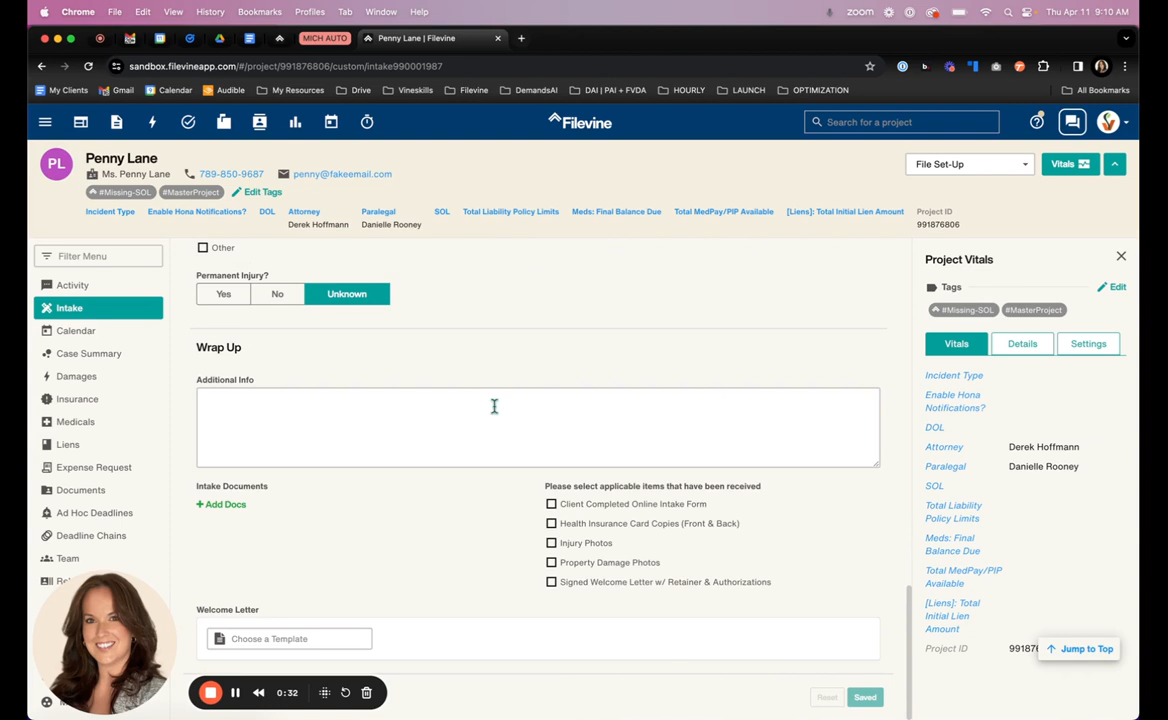 Chrome File Edit View History Bookmarks Profiles Tab Window Help zoom Thu Apr 11 9:10 AM
MICH AUTO Penny Lane | Filevine
sandbox.filevineapp.com/#/project/991876806/custom/intake990001987
My Clients Gmail Calendar Audible My Resources Drive Vineskills Filevine DemandsAI DAI | PAI + FVDA HOURLY LAUNCH OPTIMIZATION All Bookmarks
Filevine Search for a project
PL Penny Lane File Set-Up Vitals
Ms. Penny Lane 789-850-9687 penny@fakeemail.com
#Missing-SOL #MasterProject Edit Tags
Incident Type Enable Hona Notifications? DOL Attorney Paralegal SOL Total Liability Policy Limits Meds: Final Balance Due Total MedPay/PIP Available [Liens]: Total Initial Lien Amount Project ID
Derek Hoffmann Danielle Rooney 991876806
Filter Menu
Activity
Intake
Calendar
Case Summary
Damages
Insurance
Medicals
Liens
Expense Request
Documents
Ad Hoc Deadlines
Deadline Chains
Team
Other
Permanent Injury?
Yes No Unknown
Wrap Up
Additional Info
Intake Documents
+ Add Docs
Please select applicable items that have been received
Client Completed Online Intake Form
Health Insurance Card Copies (Front & Back)
Injury Photos
Property Damage Photos
Signed Welcome Letter w/ Retainer & Authorizations
Welcome Letter
Choose a Template
0:32
Reset Saved
Project Vitals
Tags Edit
#Missing-SOL #MasterProject
Vitals Details Settings
Incident Type
Enable Hona
Notifications?
DOL
Attorney Derek Hoffmann
Paralegal Danielle Rooney
SOL
Total Liability
Policy Limits
Meds: Final
Balance Due
Total MedPay/PIP
Available
[Liens]: Total
Initial Lien
Amount
Project ID 99187
Jump to Top